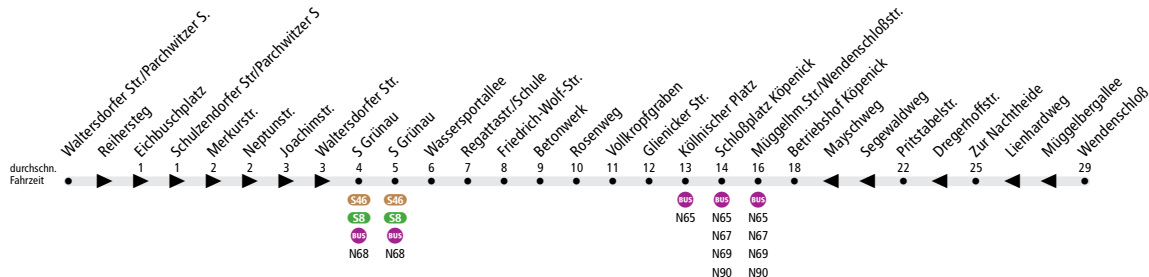 Waltersdorfer Str./Parchwitzer S.
Reihersteg
Eichbuschplatz
Schulzendorfer Str/Parchwitzer S
Merkurstr.
Neptunstr.
Joachimstr.
Waltersdorfer Str.
S Grünau
S Grünau
Wassersportallee
Regattastr./Schule
Friedrich-Wolf-Str.
Betonwerk
Rosenweg
Vollkropfgraben
Glienicker Str.
Köllnischer Platz
Schloßplatz Köpenick
Müggelhm.Str./Wendenschloßstr.
Betriebshof Köpenick
Mayschweg
Segewaldweg
Pritstabelstr.
Dregerhoffstr.
Zur Nachtheide
Lienhardweg
Müggelbergallee
Wendenschloß
durchschn. 1 1 2 2 3 3 4 5 6 7 8 9 10 11 12 13 14 16 18 22 25 29
Fahrzeit
S46 S46 BUS BUS BUS
S8 S8 N65 N65 N65
BUS BUS N67 N67
N68 N68 N69 N69
N90 N90